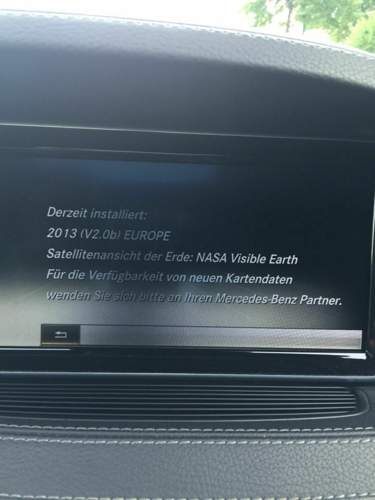 Derzeit installiert:
2013 (V2.0b) EUROPE
Satellitenansicht der Erde: NASA Visible Earth
Für die Verfügbarkeit von neuen Kartendaten
wenden Sie sich bitte an Ihren Mercedes-Benz Partner.